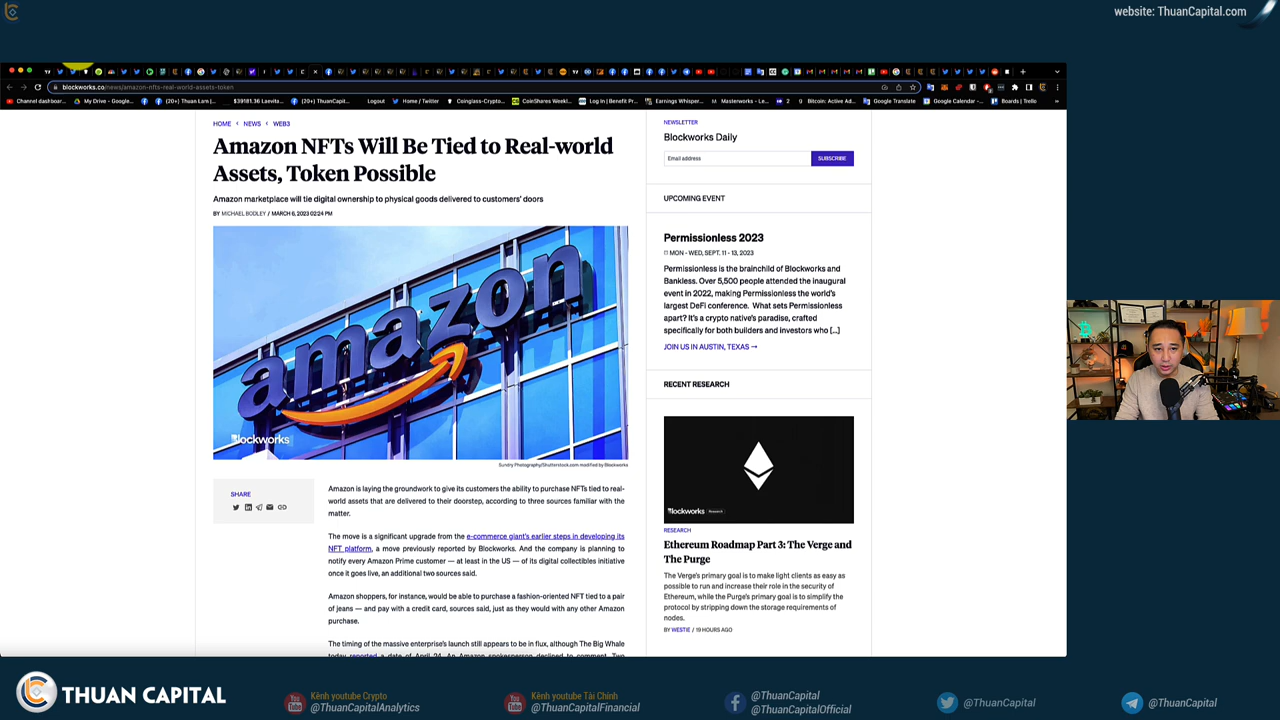 website: ThuanCapital.com
blockworks.co/news/amazon-nfts-real-world-assets-token
Channel dashboar...
My Drive - Google...
(20+) Thuan Lam |...
$39181.36 Laevita...
(20+) ThuanCapit...
Logout
Home / Twitter
Coinglass-Crypto...
CoinShares Weekl...
Log In | Benefit Pr...
Earnings Whisper...
Masterworks - Le...
2
Bitcoin: Active Ad...
Google Translate
Google Calendar -...
Boards | Trello
HOME
NEWS
WEB3
Amazon NFTs Will Be Tied to Real-world
Assets, Token Possible
Amazon marketplace will tie digital ownership to physical goods delivered to customers' doors
BY MICHAEL BODLEY / MARCH 6, 2023 02:24 PM
amazon
Blockworks
Sundry Photography/Shutterstock.com modified by Blockworks
SHARE
Amazon is laying the groundwork to give its customers the ability to purchase NFTs tied to real-
world assets that are delivered to their doorstep, according to three sources familiar with the
matter.
The move is a significant upgrade from the e-commerce giant's earlier steps in developing its
NFT platform, a move previously reported by Blockworks. And the company is planning to
notify every Amazon Prime customer — at least in the US — of its digital collectibles initiative
once it goes live, an additional two sources said.
Amazon shoppers, for instance, would be able to purchase a fashion-oriented NFT tied to a pair
of jeans — and pay with a credit card, sources said, just as they would with any other Amazon
purchase.
The timing of the massive enterprise's launch still appears to be in flux, although The Big Whale
today reported a date of April 24. An Amazon spokesperson declined to comment. Two
NEWSLETTER
Blockworks Daily
Email address
SUBSCRIBE
UPCOMING EVENT
Permissionless 2023
MON - WED, SEPT. 11 - 13, 2023
Permissionless is the brainchild of Blockworks and
Bankless. Over 5,500 people attended the inaugural
event in 2022, making Permissionless the world's
largest DeFi conference. What sets Permissionless
apart? It's a crypto native's paradise, crafted
specifically for both builders and investors who [...]
JOIN US IN AUSTIN, TEXAS →
RECENT RESEARCH
Blockworks
Research
RESEARCH
Ethereum Roadmap Part 3: The Verge and
The Purge
The Verge's primary goal is to make light clients as easy as
possible to run and increase their role in the security of
Ethereum, while the Purge's primary goal is to simplify the
protocol by stripping down the storage requirements of
nodes.
BY WESTIE / 19 HOURS AGO
THUAN CAPITAL
You Tube
Kênh youtube Crypto
@ThuanCapitalAnalytics
You Tube
Kênh youtube Tài Chính
@ThuanCapitalFinancial
@ThuanCapital
@ThuanCapitalOfficial
@ThuanCapital
@ThuanCapital